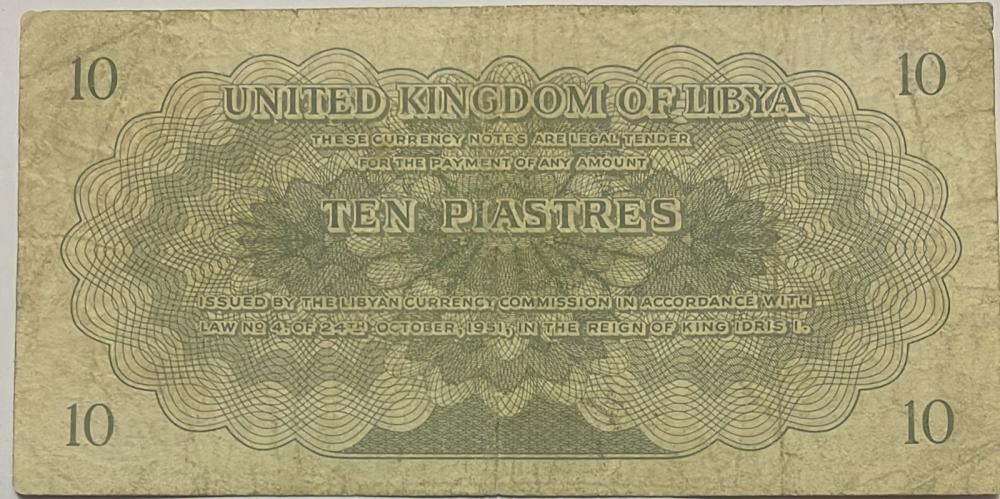 10 10
UNITED KINGDOM OF LIBYA
THESE CURRENCY NOTES ARE LEGAL TENDER
FOR THE PAYMENT OF ANY AMOUNT
TEN PIASTRES
ISSUED BY THE LIBYAN CURRENCY COMMISSION IN ACCORDANCE WITH
LAW Nº 4. OF 24TH OCTOBER, 1951, IN THE REIGN OF KING IDRIS I.
10 10